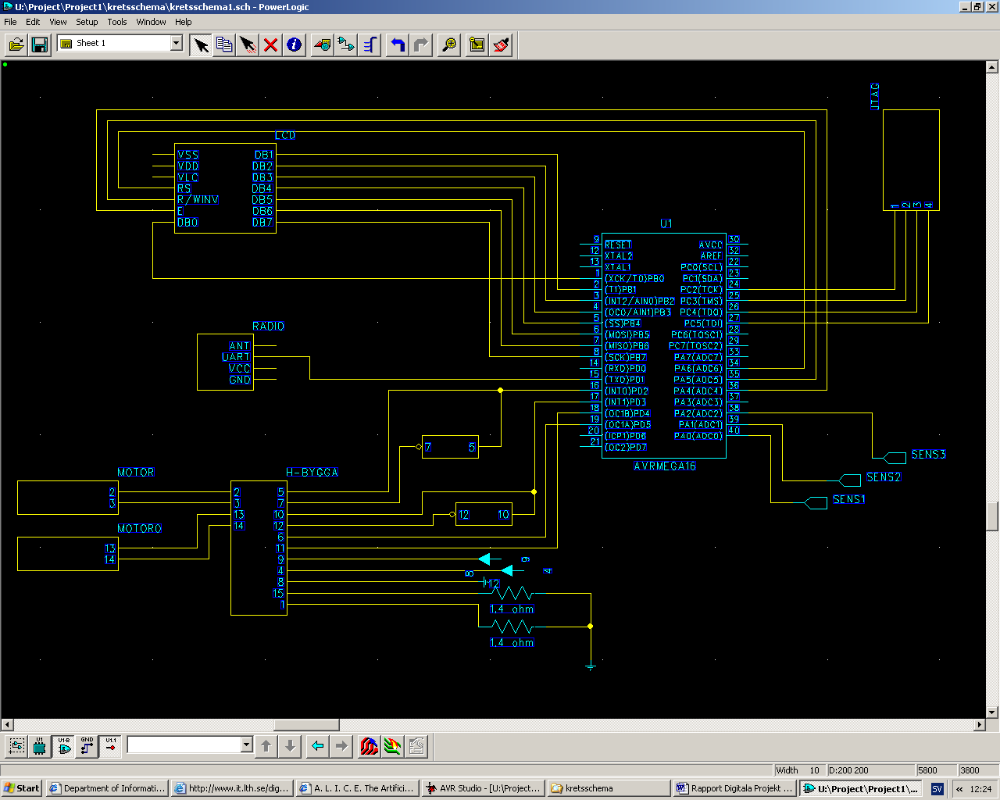 U:\Project\Project1\kretsschema\kretsschema1.sch - PowerLogic
File Edit View Setup Tools Window Help
Sheet 1
JTAG
1 2 3 4
LCD
VSS DB1
VDD DB2
VLC DB3
RS DB4
R/WINV DB5
E DB6
DB0 DB7
U1
9 RESET AVCC 30
12 XTAL2 AREF 32
13 XTAL1 PC0(SCL) 22
1 (XCK/T0)PB0 PC1(SDA) 23
2 (T1)PB1 PC2(TCK) 24
3 (INT2/AIN0)PB2 PC3(TMS) 25
4 (OC0/AIN1)PB3 PC4(TDO) 26
5 (SS)PB4 PC5(TDI) 27
6 (MOSI)PB5 PC6(TOSC1) 28
7 (MISO)PB6 PC7(TOSC2) 29
8 (SCK)PB7 PA7(ADC7) 33
14 (RXD)PD0 PA6(ADC6) 34
15 (TXD)PD1 PA5(ADC5) 35
16 (INT0)PD2 PA4(ADC4) 36
17 (INT1)PD3 PA3(ADC3) 37
18 (OC1B)PD4 PA2(ADC2) 38
19 (OC1A)PD5 PA1(ADC1) 39
20 (ICP1)PD6 PA0(ADC0) 40
21 (OC2)PD7
AVRMEGA16
RADIO
ANT
UART
VCC
GND
7 5
SENS3
SENS2
SENS1
MOTOR
2
3
MOTORO
13
14
H-BYGGA
2 5
3 7
13 10
14 12
6
11
9
4
8
15
1
12 10
9
4
8
12
1.4 ohm
1.4 ohm
U1 U1-B GND U1.1
Width 10 D:200 200 5800 3800
Start Department of Informati... http://www.it.lth.se/dig... A. L. I. C. E. The Artifici... AVR Studio - [U:\Project... kretsschema Rapport Digitala Projekt ... U:\Project\Project1\... SV « 12:24